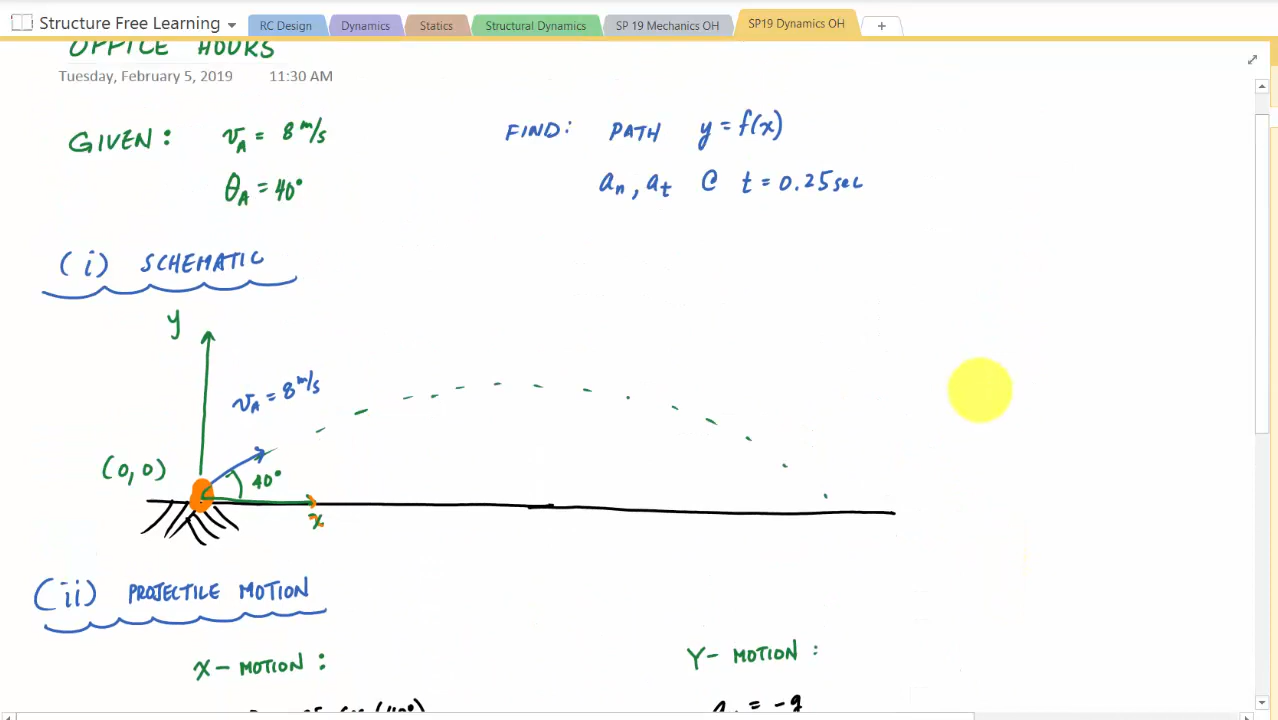 Structure Free Learning
RC Design
Dynamics
Statics
Structural Dynamics
SP 19 Mechanics OH
SP19 Dynamics OH
+
OFFICE HOURS
Tuesday, February 5, 2019 11:30 AM
GIVEN: v_A = 8 m/s
θ_A = 40°
FIND: PATH y = f(x)
a_n, a_t @ t = 0.25 sec
(i) SCHEMATIC
y
v_A = 8 m/s
(0,0)
40°
x
(ii) PROJECTILE MOTION
X- MOTION:
Y- MOTION:
= -g